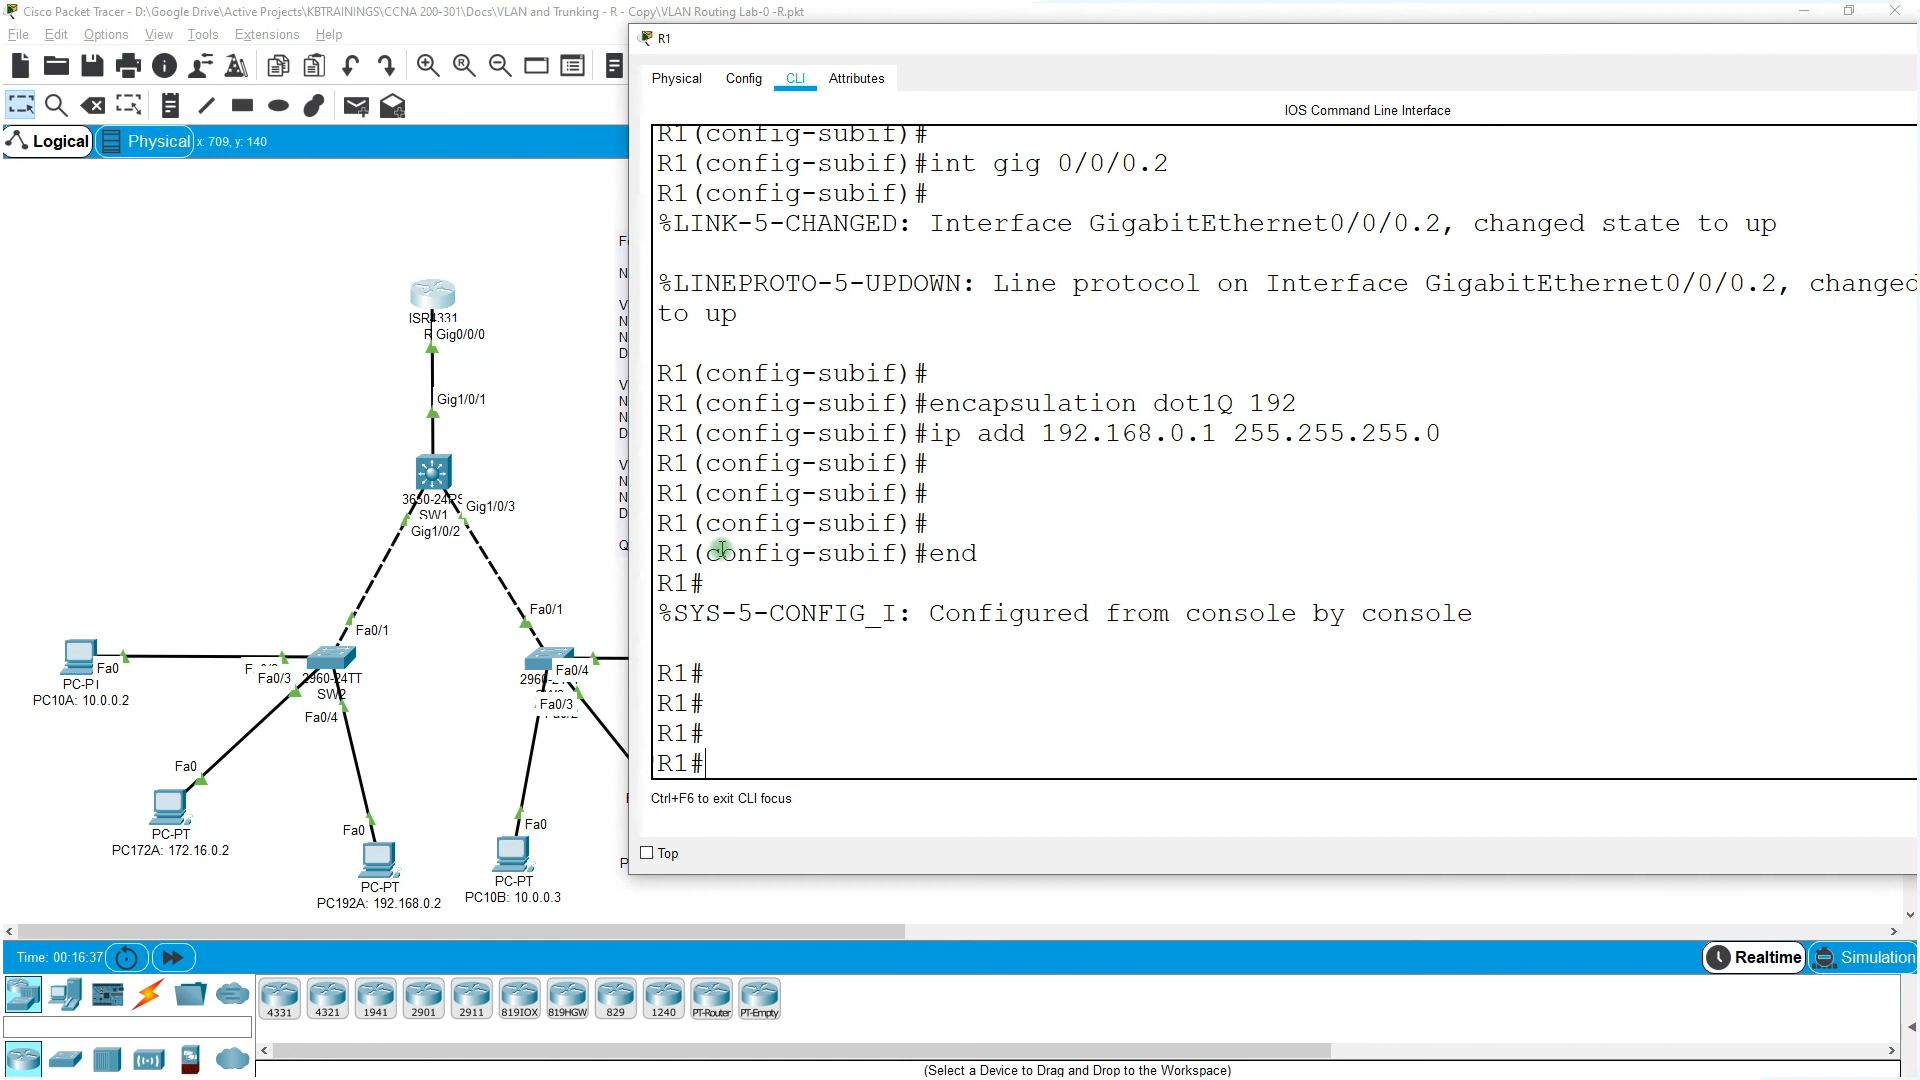 Cisco Packet Tracer - D:\Google Drive\Active Projects\KBTRAININGS\CCNA 200-301\Docs\VLAN and Trunking - R - Copy\VLAN Routing Lab-0 -R.pkt
File Edit Options View Tools Extensions Help
Logical
Physical
x: 709, y: 140
ISR4331
Gig0/0/0
Gig1/0/1
3650-24PS
SW1
Gig1/0/3
Gig1/0/2
Fa0/1
Fa0/1
Fa0
PC-PT
PC10A: 10.0.0.2
Fa0/3
2960-24TT
SW2
Fa0/4
Fa0/4
Fa0/3
Fa0
PC-PT
PC172A: 172.16.0.2
Fa0
PC-PT
PC192A: 192.168.0.2
Fa0
PC-PT
PC10B: 10.0.0.3
R1
Physical Config CLI Attributes
IOS Command Line Interface
R1(config-subif)#
R1(config-subif)#int gig 0/0/0.2
R1(config-subif)#
%LINK-5-CHANGED: Interface GigabitEthernet0/0/0.2, changed state to up
%LINEPROTO-5-UPDOWN: Line protocol on Interface GigabitEthernet0/0/0.2, changed
to up
R1(config-subif)#
R1(config-subif)#encapsulation dot1Q 192
R1(config-subif)#ip add 192.168.0.1 255.255.255.0
R1(config-subif)#
R1(config-subif)#
R1(config-subif)#
R1(config-subif)#end
R1#
%SYS-5-CONFIG_I: Configured from console by console
R1#
R1#
R1#
R1#
Ctrl+F6 to exit CLI focus
Top
Time: 00:16:37
Realtime
Simulation
4331 4321 1941 2901 2911 819IOX 819HGW 829 1240 PT-Router PT-Empty
(Select a Device to Drag and Drop to the Workspace)